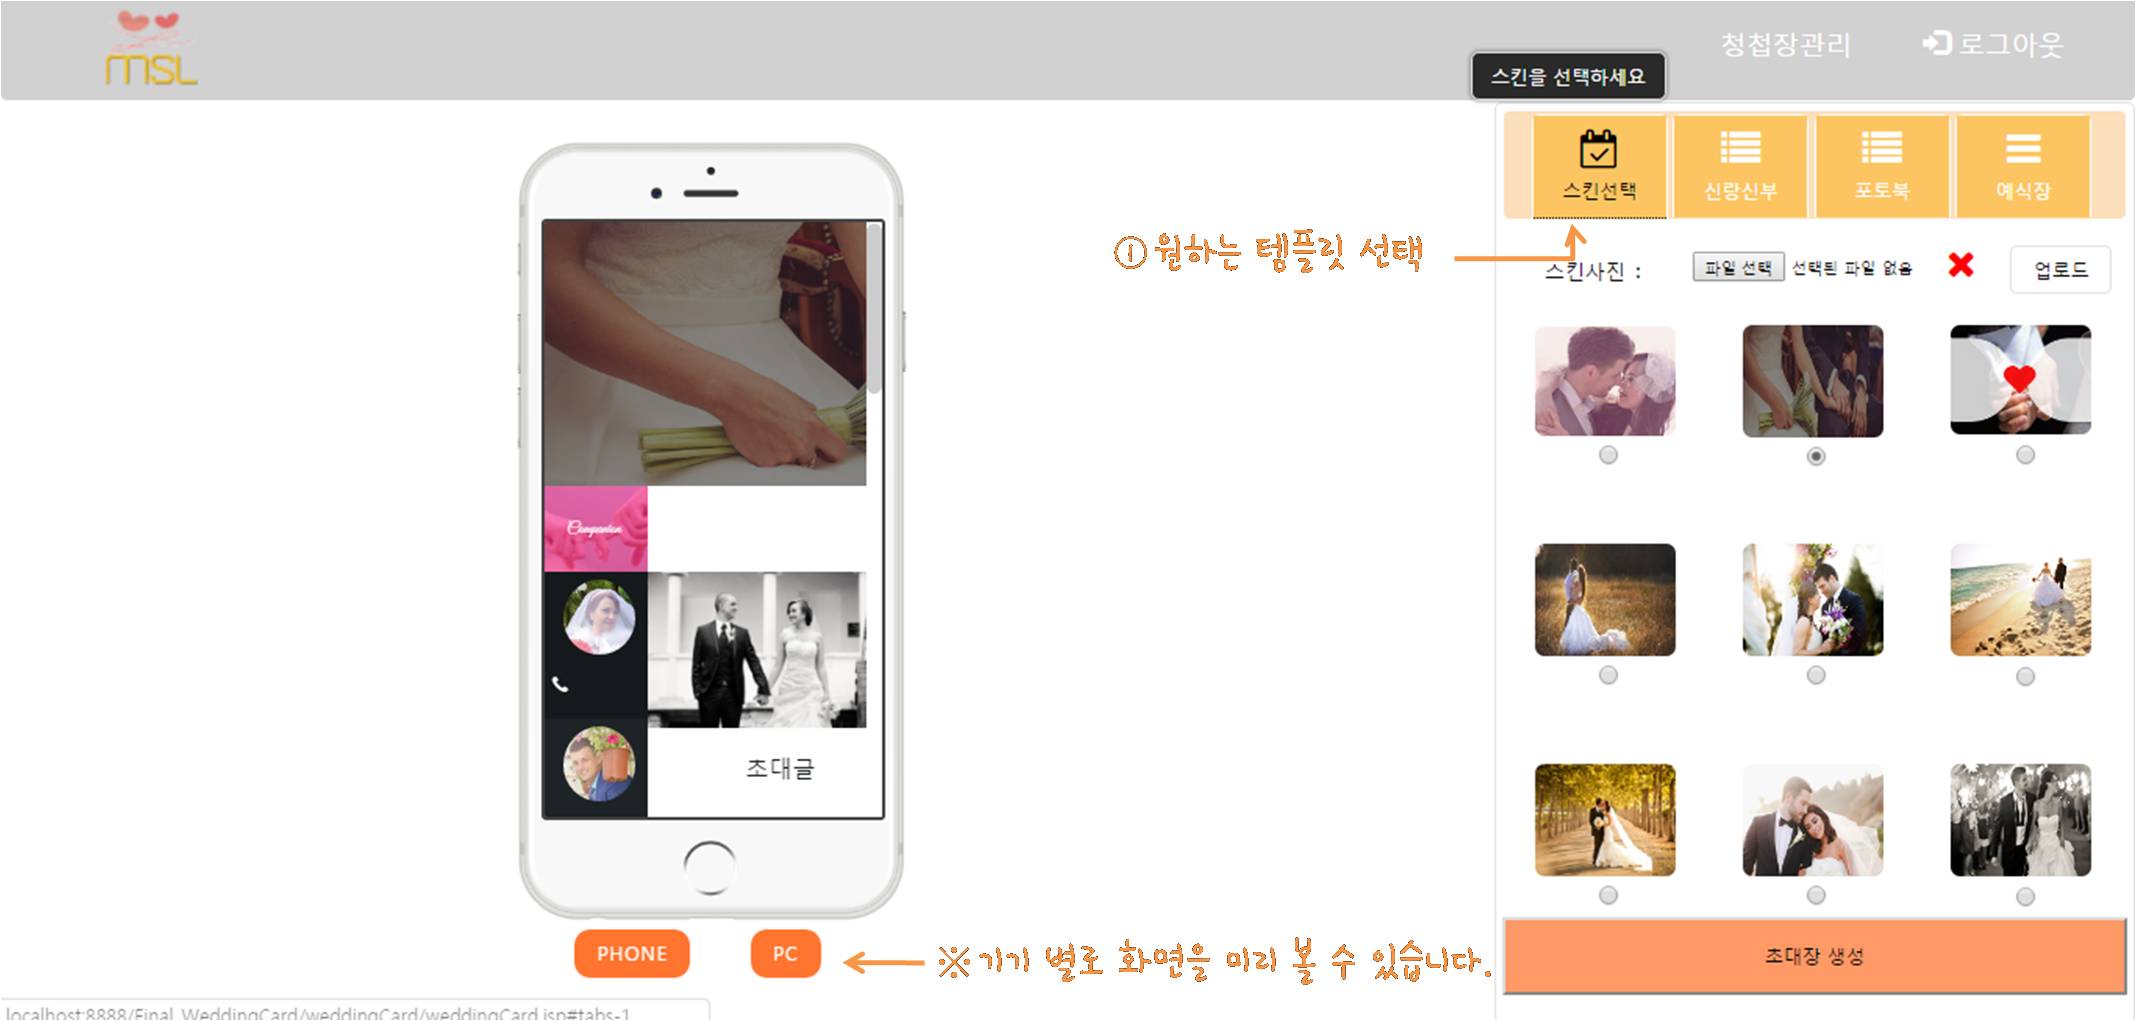 MSL
청첩장관리
로그아웃
스킨을 선택하세요
스킨선택
신랑신부
포토북
예식장
①원하는 템플릿 선택
스킨사진 :
파일 선택 선택된 파일 없음
업로드
Companion
초대글
PHONE
PC
※기기 별로 화면을 미리 볼 수 있습니다.
초대장 생성
localhost:8888/Final_WeddingCard/weddingCard/weddingCard.jsp#tabs-1